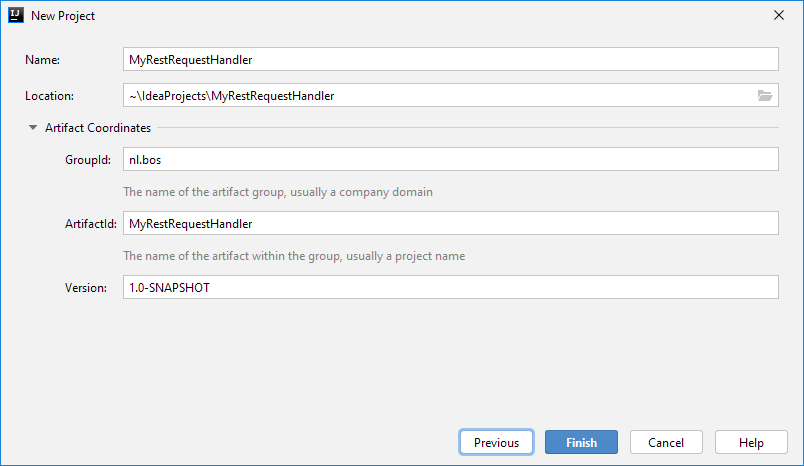 IJ New Project
Name: MyRestRequestHandler
Location: ~\IdeaProjects\MyRestRequestHandler
Artifact Coordinates
GroupId: nl.bos
The name of the artifact group, usually a company domain
ArtifactId: MyRestRequestHandler
The name of the artifact within the group, usually a project name
Version: 1.0-SNAPSHOT
Previous Finish Cancel Help